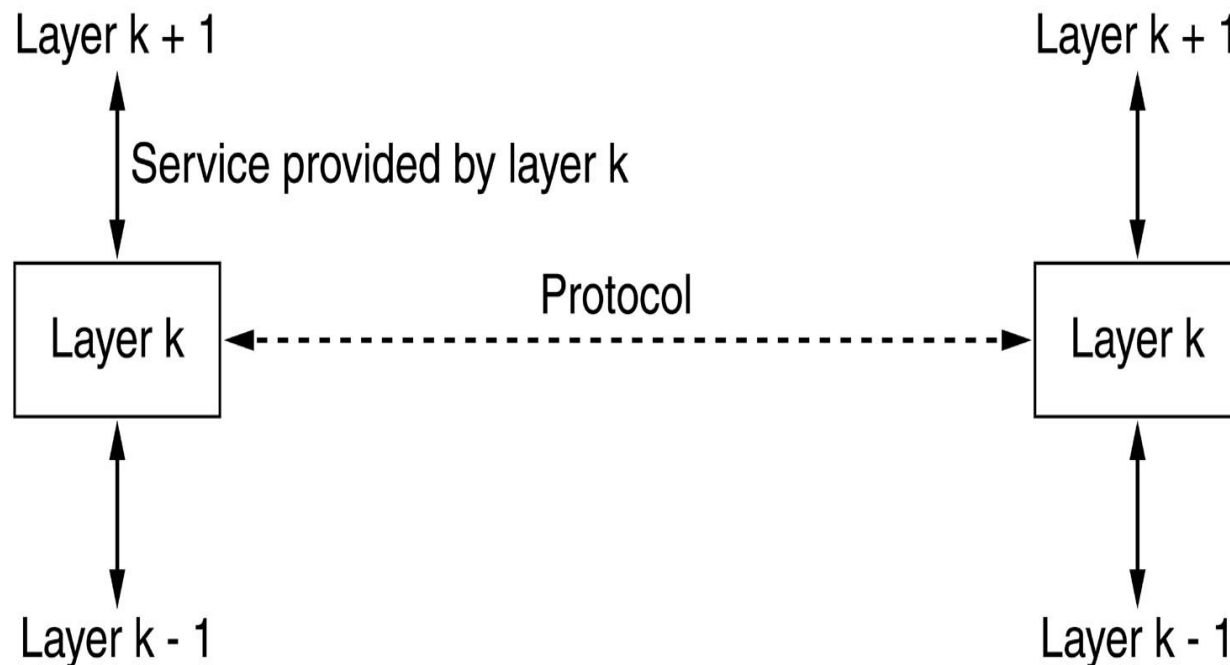 Layer k + 1
Layer k + 1
Service provided by layer k
Protocol
Layer k
Layer k
Layer k - 1
Layer k - 1